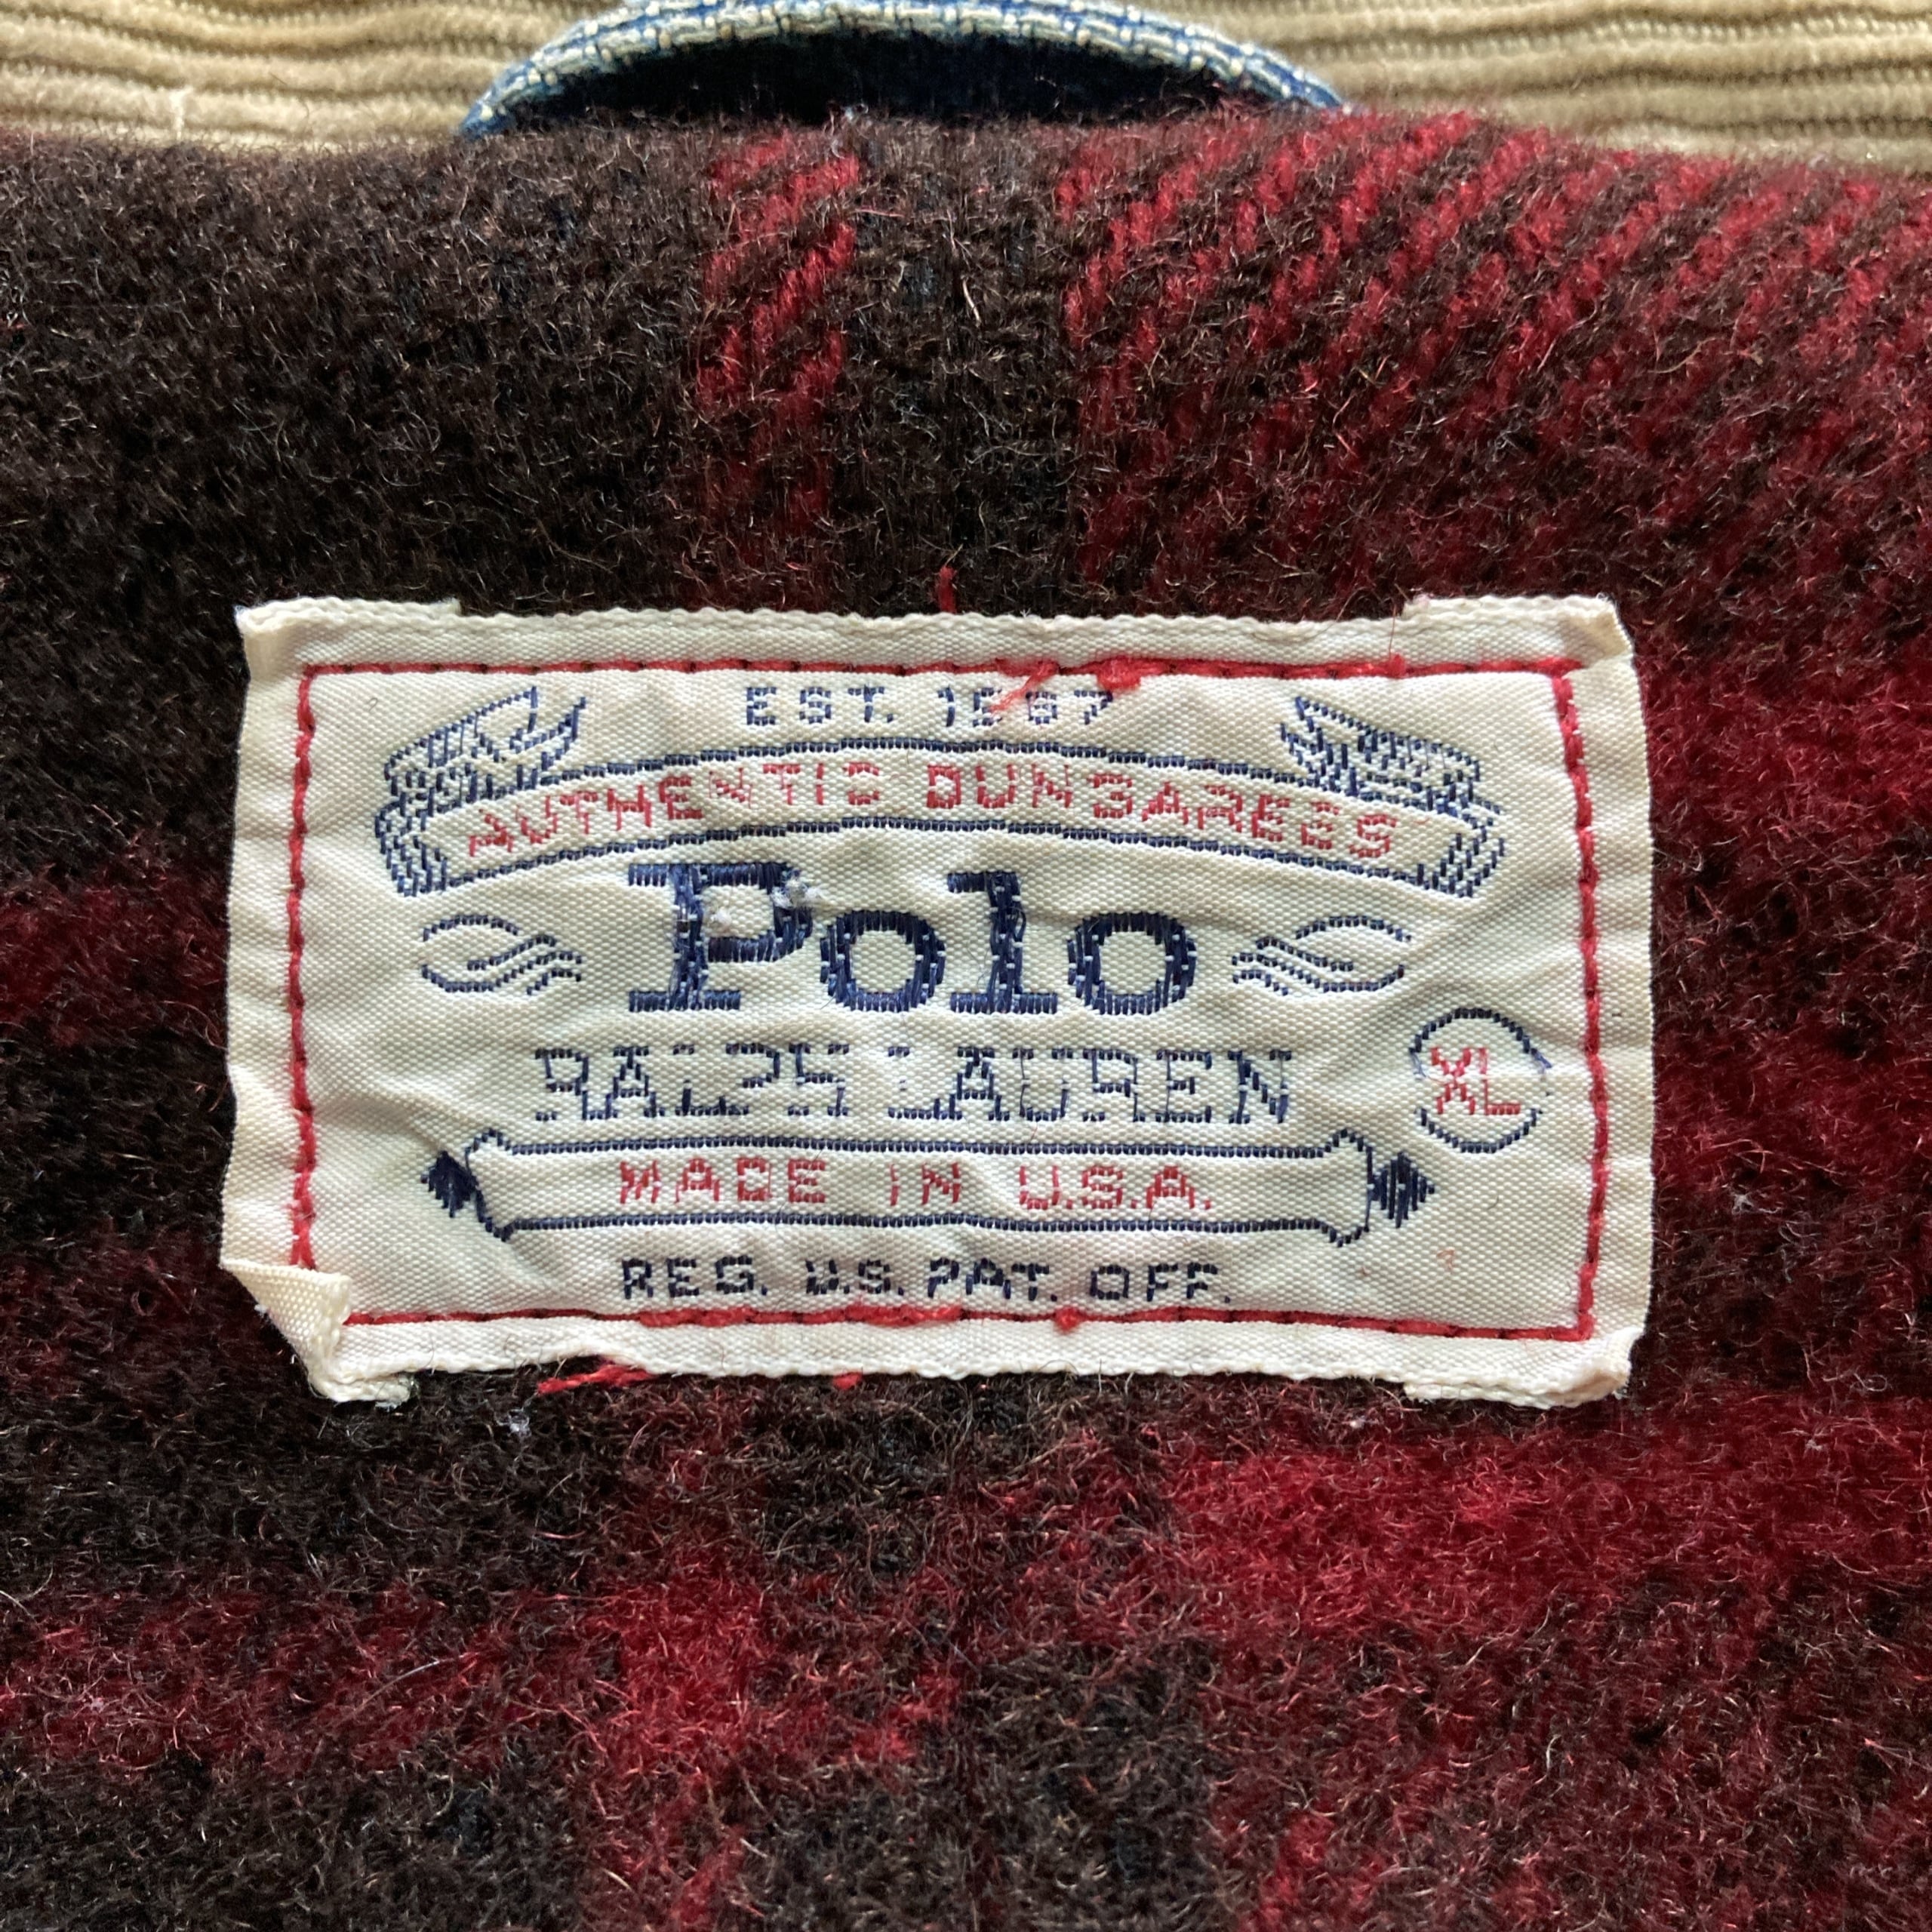 EST. 1967
AUTHENTIC DUNGAREES
Polo
RALPH LAUREN
XL
MADE IN U.S.A.
REG. U.S. PAT. OFF.